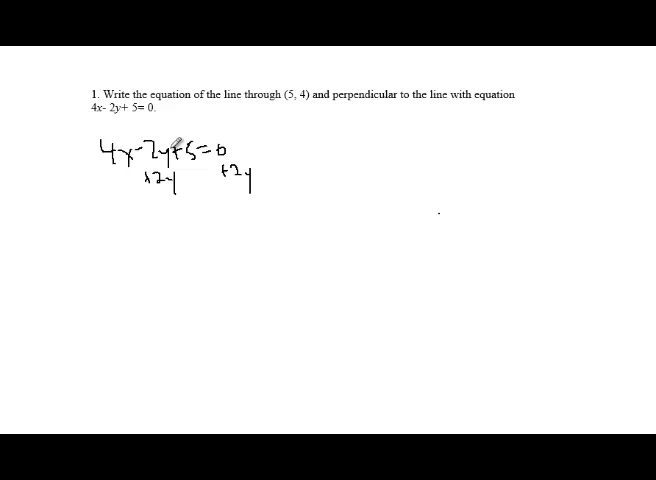 1. Write the equation of the line through (5, 4) and perpendicular to the line with equation
4x- 2y+ 5= 0.
4x-2y+5=0
+2y +2y